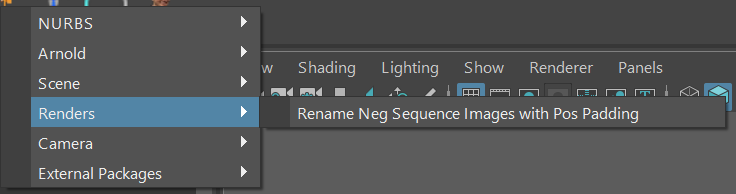 NURBS
Arnold
Scene
Renders
Camera
External Packages
Shading Lighting Show Renderer Panels
Rename Neg Sequence Images with Pos Padding